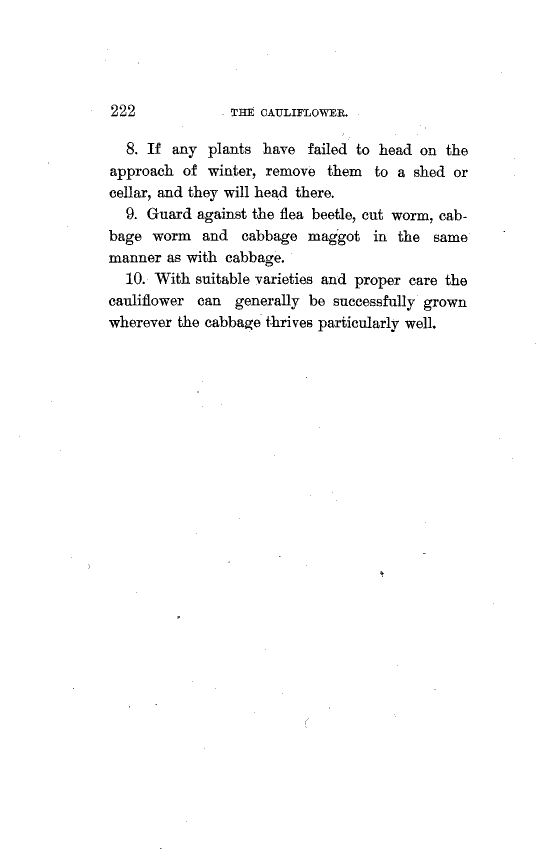 222 THE CAULIFLOWER.
8. If any plants have failed to head on the
approach of winter, remove them to a shed or
cellar, and they will head there.
9. Guard against the flea beetle, cut worm, cab-
bage worm and cabbage maggot in the same
manner as with cabbage.
10. With suitable varieties and proper care the
cauliflower can generally be successfully grown
wherever the cabbage thrives particularly well.